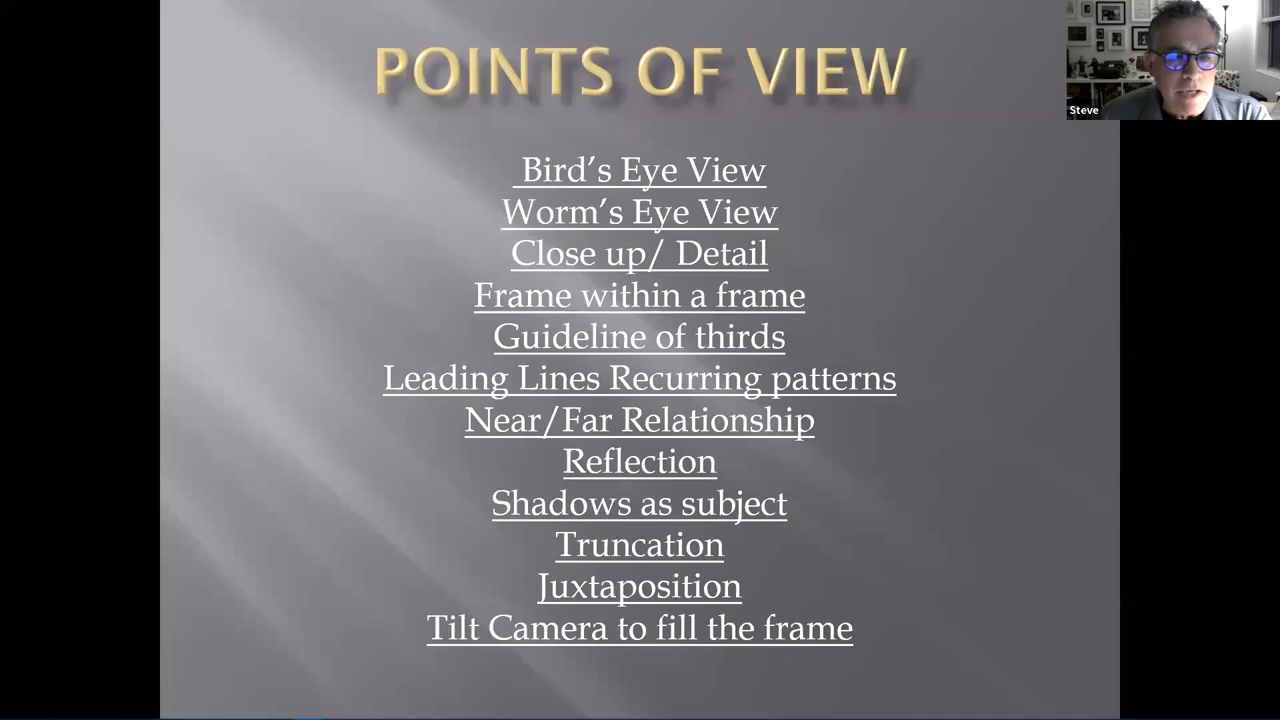 POINTS OF VIEW
Steve
Bird’s Eye View
Worm’s Eye View
Close up/ Detail
Frame within a frame
Guideline of thirds
Leading Lines Recurring patterns
Near/Far Relationship
Reflection
Shadows as subject
Truncation
Juxtaposition
Tilt Camera to fill the frame